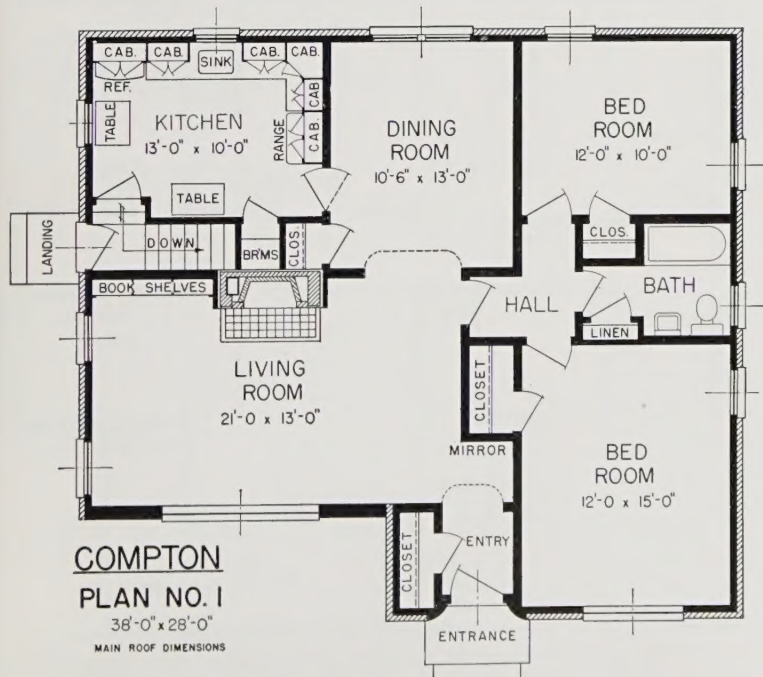 CAB.
CAB.
SINK
CAB.
CAB.
REF.
CAB
TABLE
KITCHEN
13'-0" x 10'-0"
RANGE
CAB.
TABLE
DINING
ROOM
10'-6" x 13'-0"
BED
ROOM
12'-0" x 10'-0"
LANDING
DOWN
BR'MS
CLOS.
CLOS.
BATH
HALL
LINEN
BOOK SHELVES
LIVING
ROOM
21'-0 x 13'-0"
CLOSET
MIRROR
BED
ROOM
12'-0 x 15'-0"
CLOSET
ENTRY
ENTRANCE
COMPTON
PLAN NO. 1
38'-0" x 28'-0"
MAIN ROOF DIMENSIONS